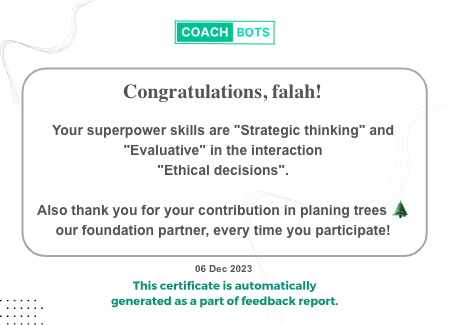 COACH BOTS
Congratulations, falah!
Your superpower skills are "Strategic thinking" and
"Evaluative" in the interaction
"Ethical decisions".
Also thank you for your contribution in planing trees 🌲
our foundation partner, every time you participate!
06 Dec 2023
This certificate is automatically
generated as a part of feedback report.